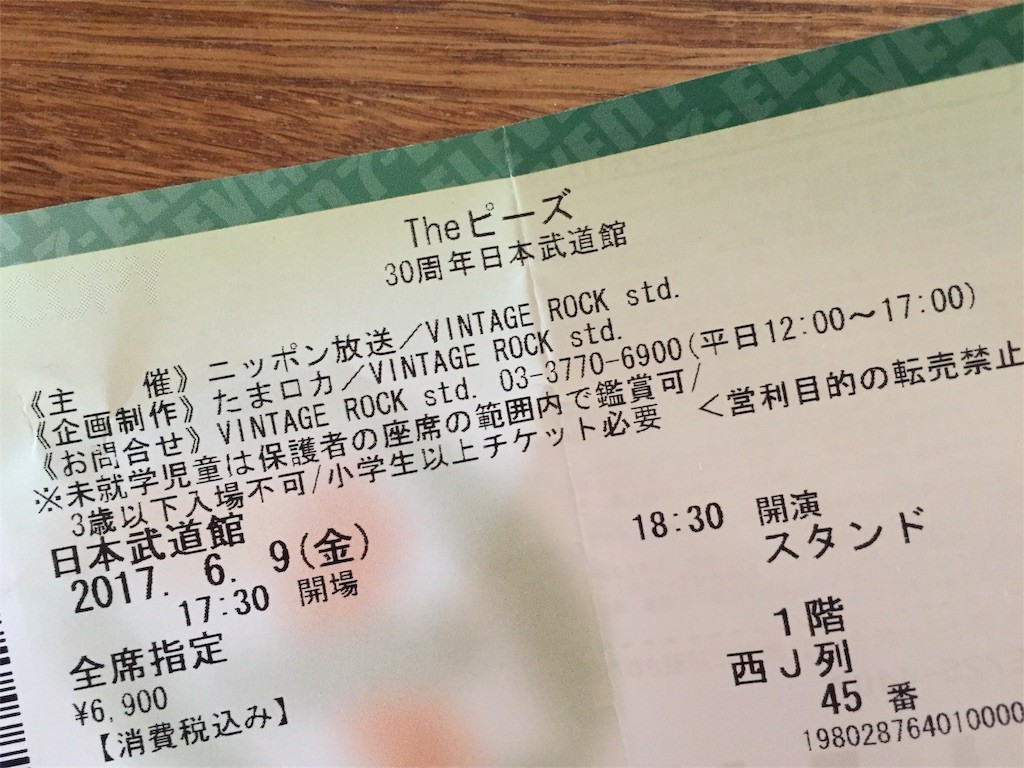 Theピーズ
30周年日本武道館
《主　　催》ニッポン放送／VINTAGE ROCK std.
《企画制作》たまロカ／VINTAGE ROCK std.
《お問合せ》VINTAGE ROCK std. 03-3770-6900(平日12:00～17:00)
※未就学児童は保護者の座席の範囲内で鑑賞可/
3歳以下入場不可/小学生以上チケット必要　＜営利目的の転売禁止
日本武道館
2017. 6. 9(金)　18:30 開演
17:30 開場　スタンド
全席指定　1階
¥6,900　西J列
【消費税込み】　45 番
198028764010000